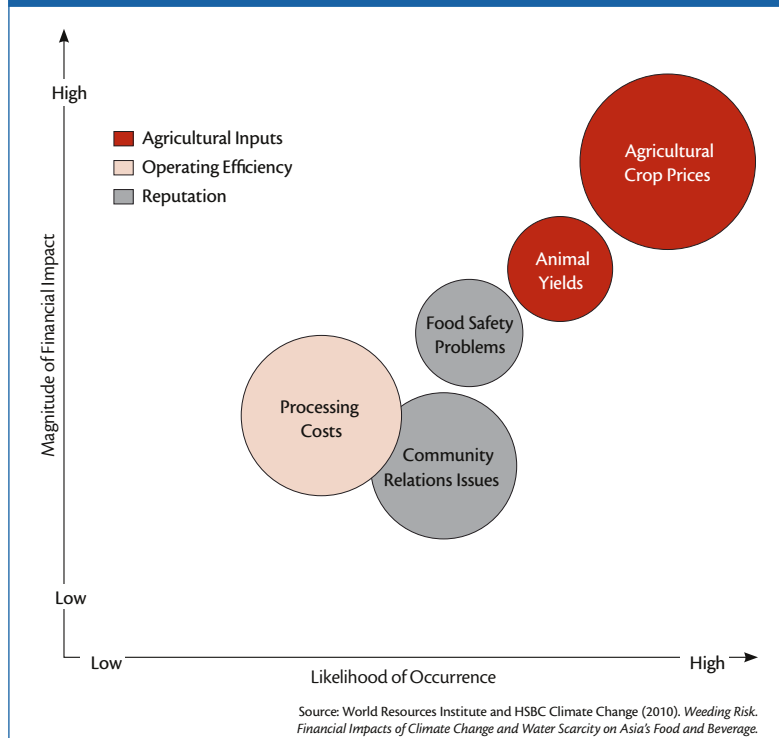 High
Agricultural Inputs
Operating Efficiency
Reputation
Agricultural
Crop Prices
Animal
Yields
Food Safety
Problems
Processing
Costs
Community
Relations Issues
Magnitude of Financial Impact
Low
Low
Likelihood of Occurrence
High
Source: World Resources Institute and HSBC Climate Change (2010). Weeding Risk.
Financial Impacts of Climate Change and Water Scarcity on Asia's Food and Beverage.